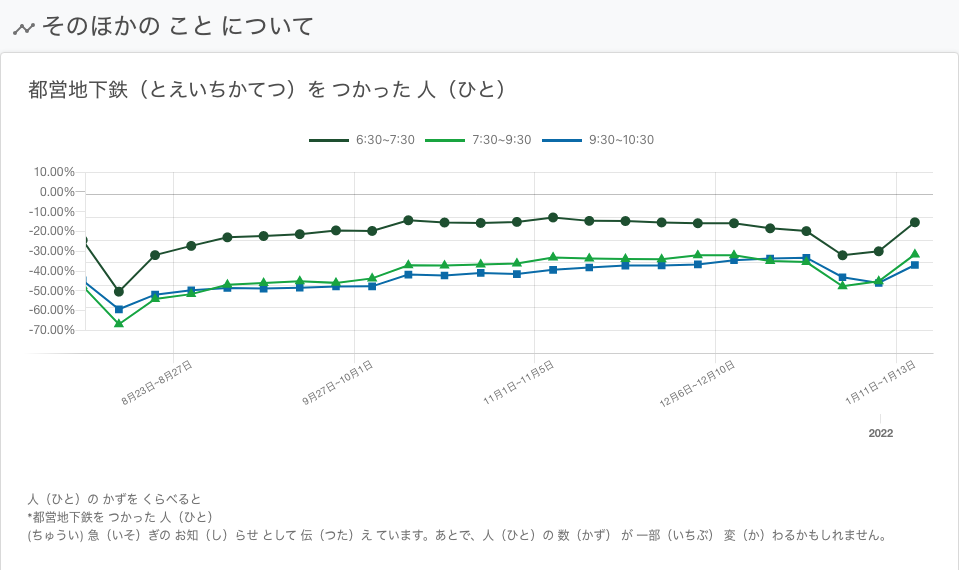 そのほかの こと について
都営地下鉄（とえいちかてつ）を つかった 人（ひと）
6:30~7:30 7:30~9:30 9:30~10:30
10.00%
0.00%
-10.00%
-20.00%
-30.00%
-40.00%
-50.00%
-60.00%
-70.00%
8月23日~8月27日 9月27日~10月1日 11月1日~11月5日 12月6日~12月10日 1月11日~1月13日
2022
人（ひと）の かずを くらべると
*都営地下鉄を つかった 人（ひと）
(ちゅうい) 急（いそ）ぎの お知（し）らせ として 伝（つた）え ています。あとで、人（ひと）の 数（かず） が 一部（いちぶ） 変（か）わるかもしれません。